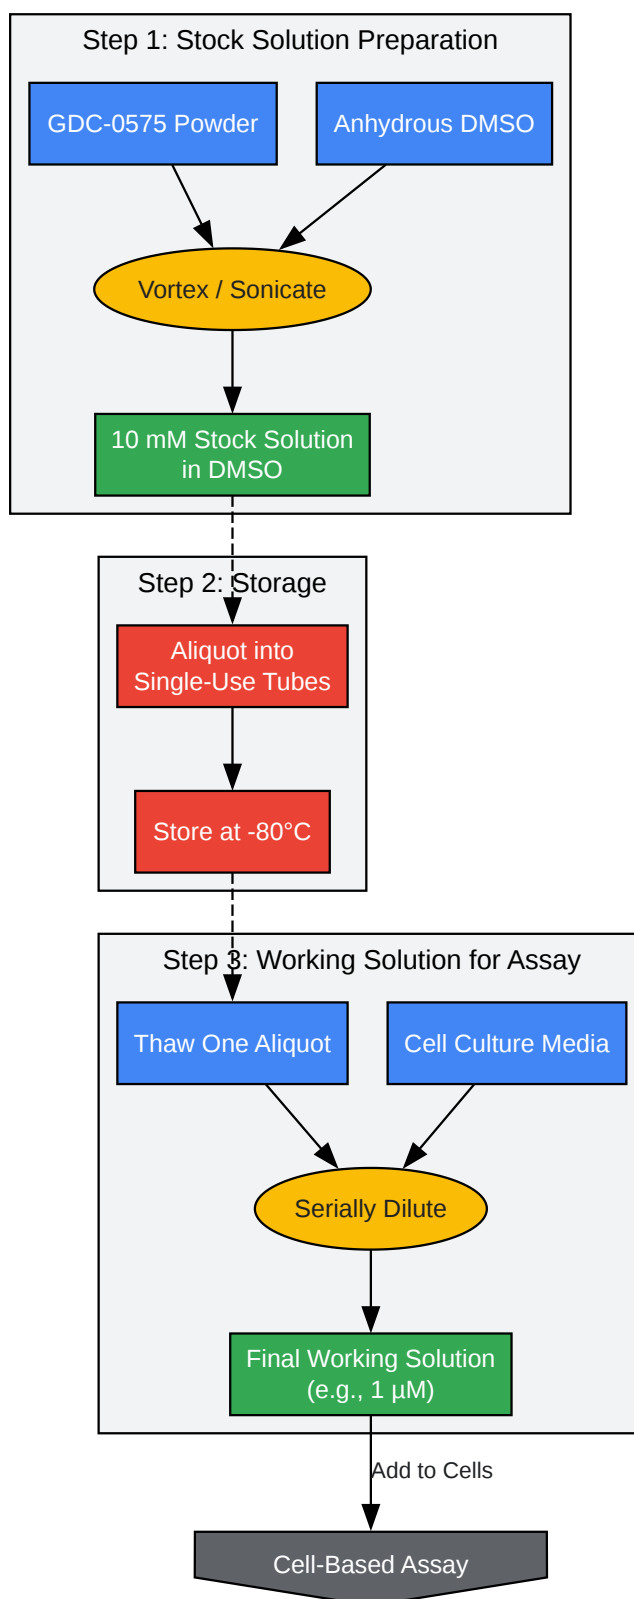 Step 1: Stock Solution Preparation
GDC-0575 Powder
Anhydrous DMSO
Vortex / Sonicate
10 mM Stock Solution
in DMSO
Step 2: Storage
Aliquot into
Single-Use Tubes
Store at -80°C
Step 3: Working Solution for Assay
Thaw One Aliquot
Cell Culture Media
Serially Dilute
Final Working Solution
(e.g., 1 µM)
Add to Cells
Cell-Based Assay